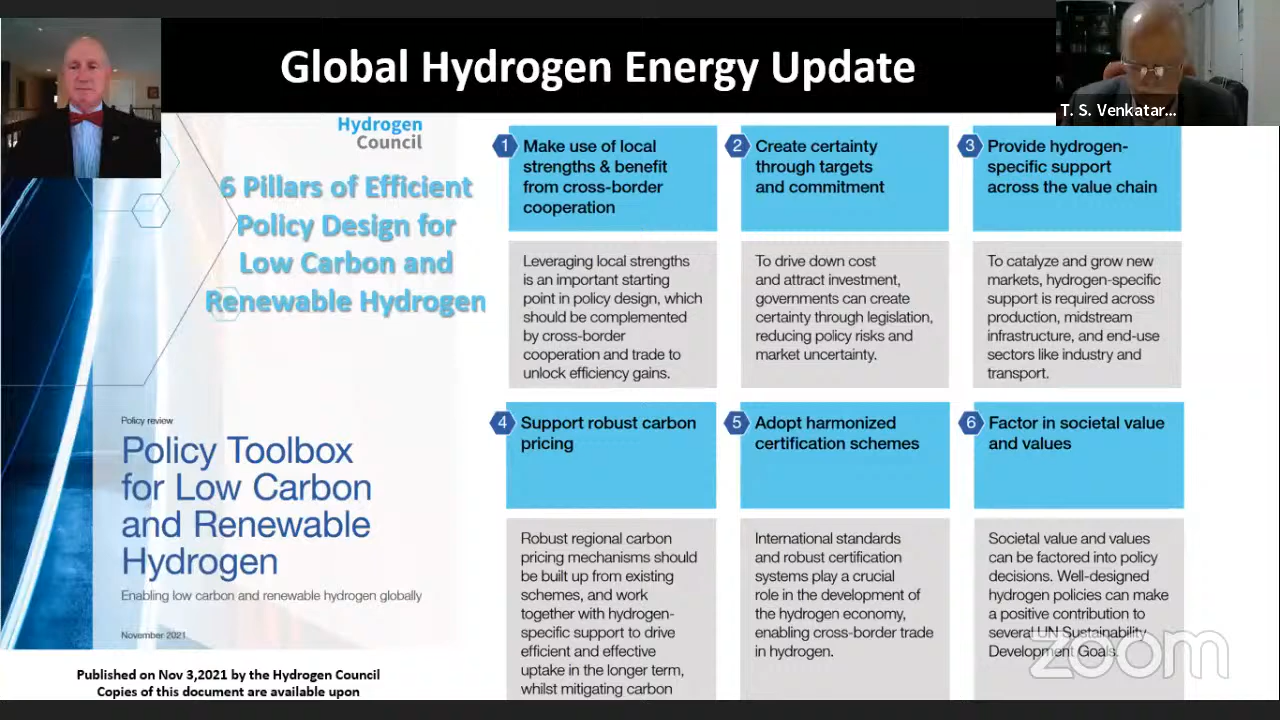 Global Hydrogen Energy Update
T. S. Venkatar...
Hydrogen
Council
6 Pillars of Efficient
Policy Design for
Low Carbon and
Renewable Hydrogen
Policy review
Policy Toolbox
for Low Carbon
and Renewable
Hydrogen
Enabling low carbon and renewable hydrogen globally
November 2021
Published on Nov 3,2021 by the Hydrogen Council
Copies of this document are available upon
1
Make use of local
strengths & benefit
from cross-border
cooperation
Leveraging local strengths
is an important starting
point in policy design, which
should be complemented
by cross-border
cooperation and trade to
unlock efficiency gains.
2
Create certainty
through targets
and commitment
To drive down cost
and attract investment,
governments can create
certainty through legislation,
reducing policy risks and
market uncertainty.
3
Provide hydrogen-
specific support
across the value chain
To catalyze and grow new
markets, hydrogen-specific
support is required across
production, midstream
infrastructure, and end-use
sectors like industry and
transport.
4
Support robust carbon
pricing
Robust regional carbon
pricing mechanisms should
be built up from existing
schemes, and work
together with hydrogen-
specific support to drive
efficient and effective
uptake in the longer term,
whilst mitigating carbon
5
Adopt harmonized
certification schemes
International standards
and robust certification
systems play a crucial
role in the development of
the hydrogen economy,
enabling cross-border trade
in hydrogen.
6
Factor in societal value
and values
Societal value and values
can be factored into policy
decisions. Well-designed
hydrogen policies can make
a positive contribution to
several UN Sustainability
Development Goals.
zoom